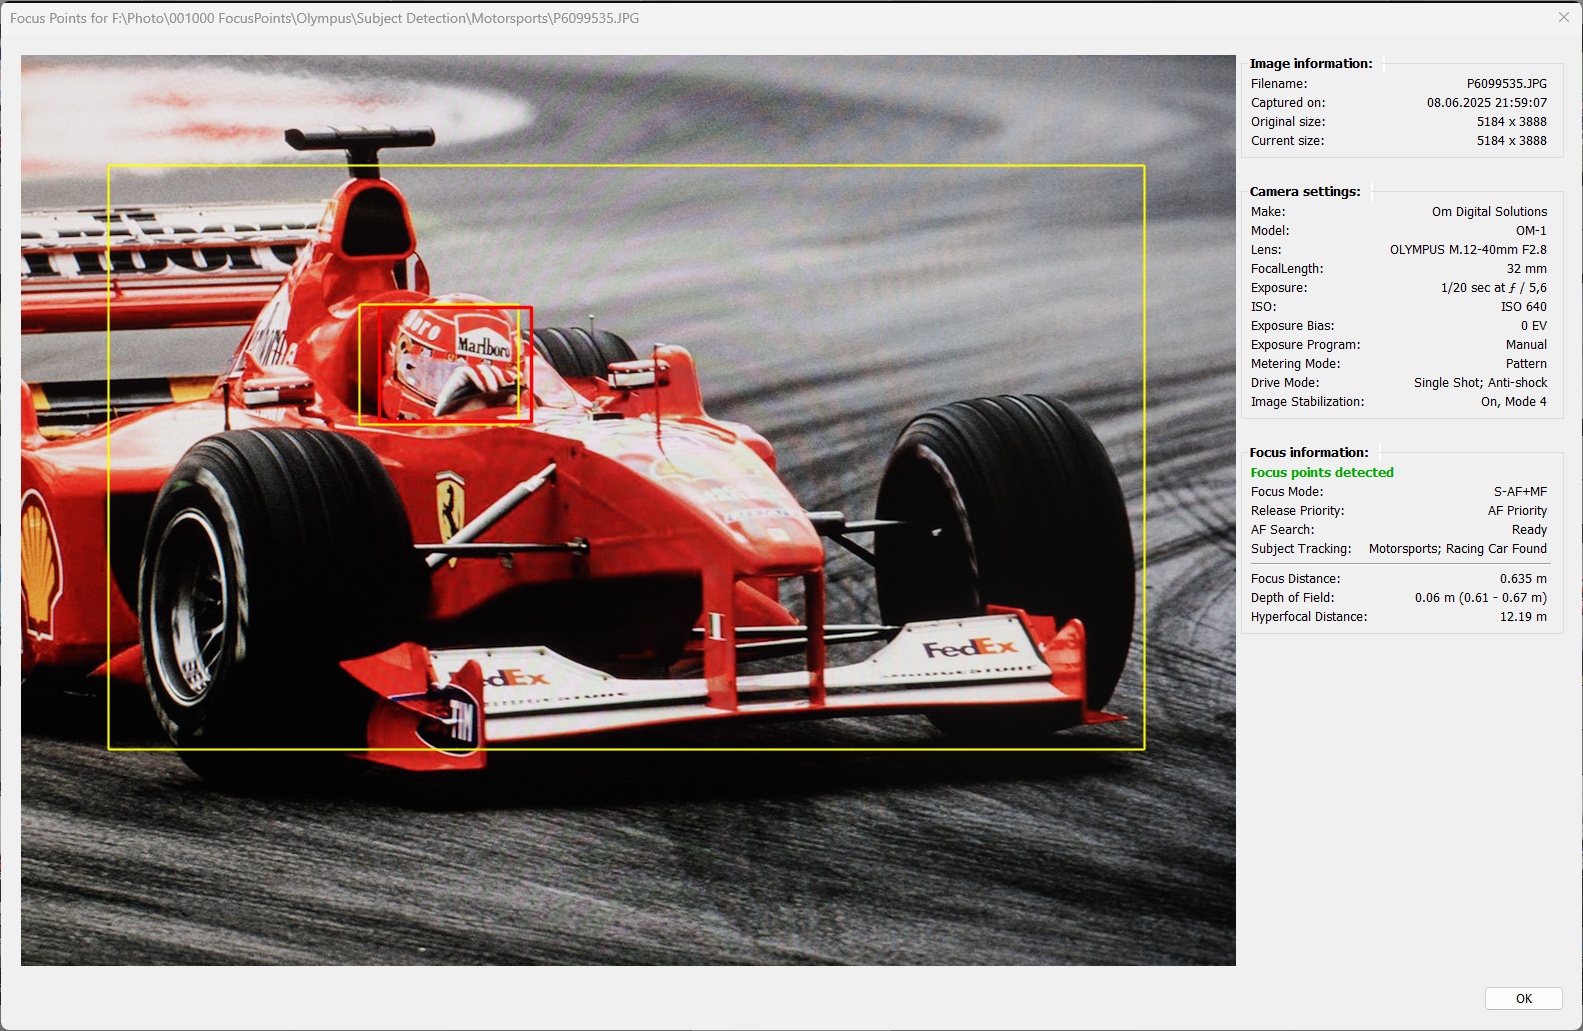 Focus Points for F:\Photo\001000 FocusPoints\Olympus\Subject Detection\Motorsports\P6099535.JPG
Image information:
Filename: P6099535.JPG
Captured on: 08.06.2025 21:59:07
Original size: 5184 x 3888
Current size: 5184 x 3888
Camera settings:
Make: Om Digital Solutions
Model: OM-1
Lens: OLYMPUS M.12-40mm F2.8
FocalLength: 32 mm
Exposure: 1/20 sec at ƒ / 5,6
ISO: ISO 640
Exposure Bias: 0 EV
Exposure Program: Manual
Metering Mode: Pattern
Drive Mode: Single Shot; Anti-shock
Image Stabilization: On, Mode 4
Focus information:
Focus points detected
Focus Mode: S-AF+MF
Release Priority: AF Priority
AF Search: Ready
Subject Tracking: Motorsports; Racing Car Found
Focus Distance: 0.635 m
Depth of Field: 0.06 m (0.61 - 0.67 m)
Hyperfocal Distance: 12.19 m
Marlboro
FedEx
BRIDGESTONE
edEx
TIM
OK